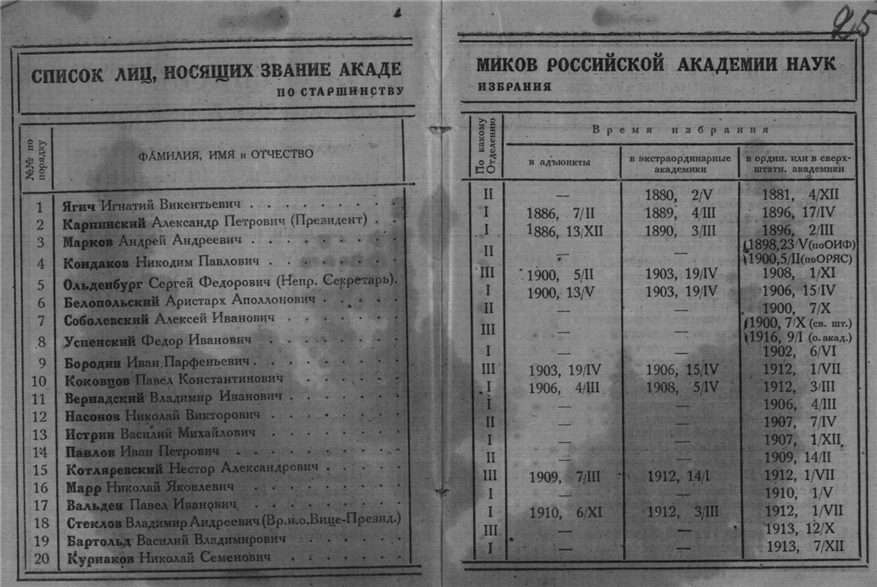 25
СПИСОК ЛИЦ, НОСЯЩИХ ЗВАНИЕ АКАДЕ
ПО СТАРШИНСТВУ
№№ по порядку
ФАМИЛИЯ, ИМЯ и ОТЧЕСТВО
1 Ягич Игнатий Викентьевич
2 Карпинский Александр Петрович (Президент)
3 Марков Андрей Андреевич
4 Кондаков Никодим Павлович
5 Ольденбург Сергей Федорович (Непр. Секретарь)
6 Белопольский Аристарх Аполлонович
7 Соболевский Алексей Иванович
8 Успенский Федор Иванович
9 Бородин Иван Парфеньевич
10 Коковцов Павел Константинович
11 Вернадский Владимир Иванович
12 Насонов Николай Викторович
13 Истрин Василий Михайлович
14 Павлов Иван Петрович
15 Котляревский Нестор Александрович
16 Марр Николай Яковлевич
17 Вальден Павел Иванович
18 Стеклов Владимир Андреевич (Вр.и.о.Вице-Презид.)
19 Бартольд Василий Владимирович
20 Курнаков Николай Семенович
МИКОВ РОССИЙСКОЙ АКАДЕМИИ НАУК
ИЗБРАНИЯ
По какому Отделению
Время избрания
в адъюнкты
в экстраординарные академики
в ордин. или в сверхштатн. академики
II — 1880, 2/V 1881, 4/XII
I 1886, 7/II 1889, 4/III 1896, 17/IV
I 1886, 13/XII 1890, 3/III 1896, 2/III
II — — 1898, 23/V (поОИФ)
1900, 5/II (поОРЯС)
III 1900, 5/II 1903, 19/IV 1908, 1/XI
I 1900, 13/V 1903, 19/IV 1906, 15/IV
II — — 1900, 7/X
III — — 1900, 7/X (св. шт.)
1916, 9/I (о. акад.)
I — — 1902, 6/VI
III 1903, 19/IV 1906, 15/IV 1912, 1/VII
I 1906, 4/III 1908, 5/IV 1912, 3/III
I — — 1906, 4/III
II — — 1907, 7/IV
I — — 1907, 1/XII
II — — 1909, 14/II
III 1909, 7/III 1912, 14/I 1912, 1/VII
I — — 1910, 1/V
I 1910, 6/XI 1912, 3/III 1912, 1/VII
III — — 1913, 12/X
I — — 1913, 7/XII